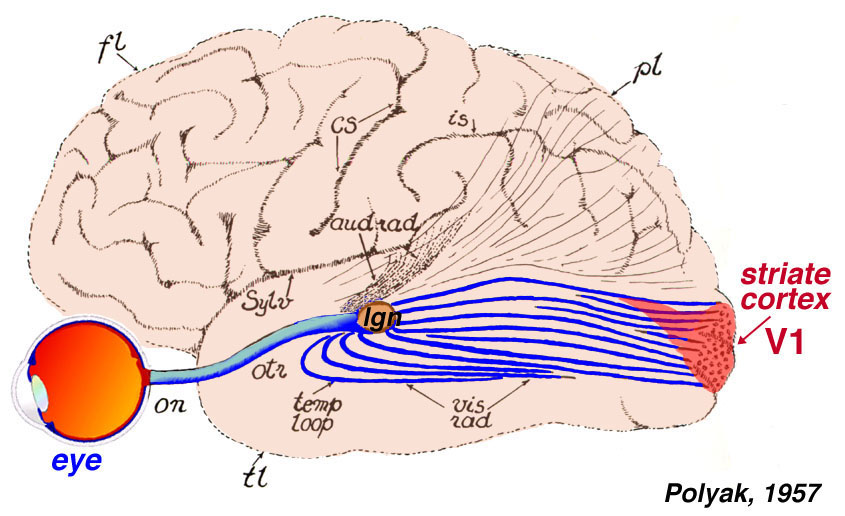 fl
pl
cs
is
aud rad
Sylv
lgn
striate
cortex
V1
otr
on
temp
loop
vis
rad
eye
tl
Polyak, 1957